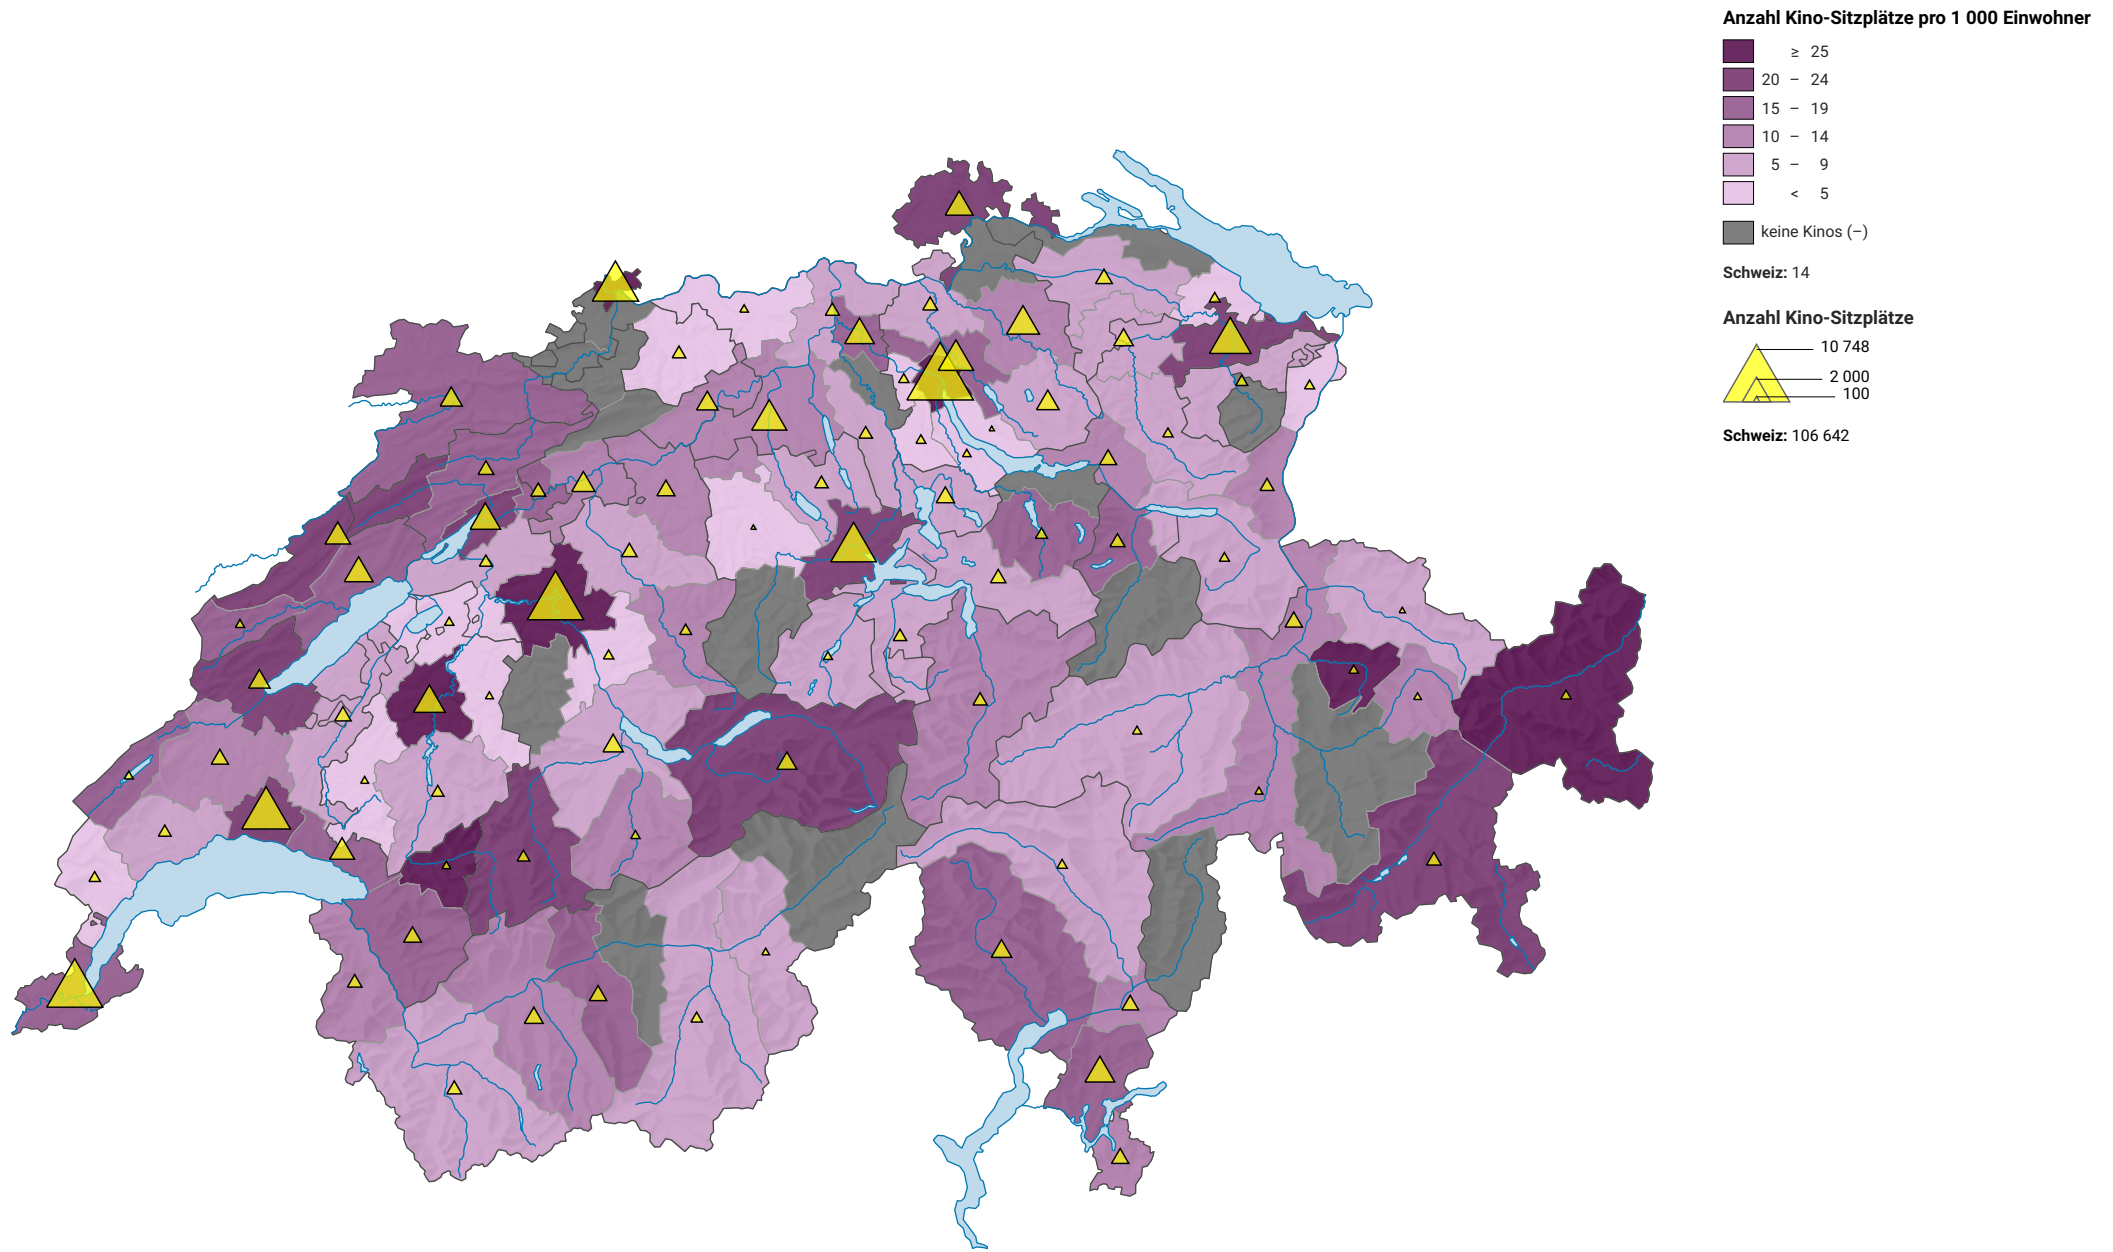 Anzahl Kino-Sitzplätze pro 1 000 Einwohner
≥ 25
20 – 24
15 – 19
10 – 14
5 – 9
< 5
keine Kinos (–)
Schweiz: 14
Anzahl Kino-Sitzplätze
10 748
2 000
100
Schweiz: 106 642